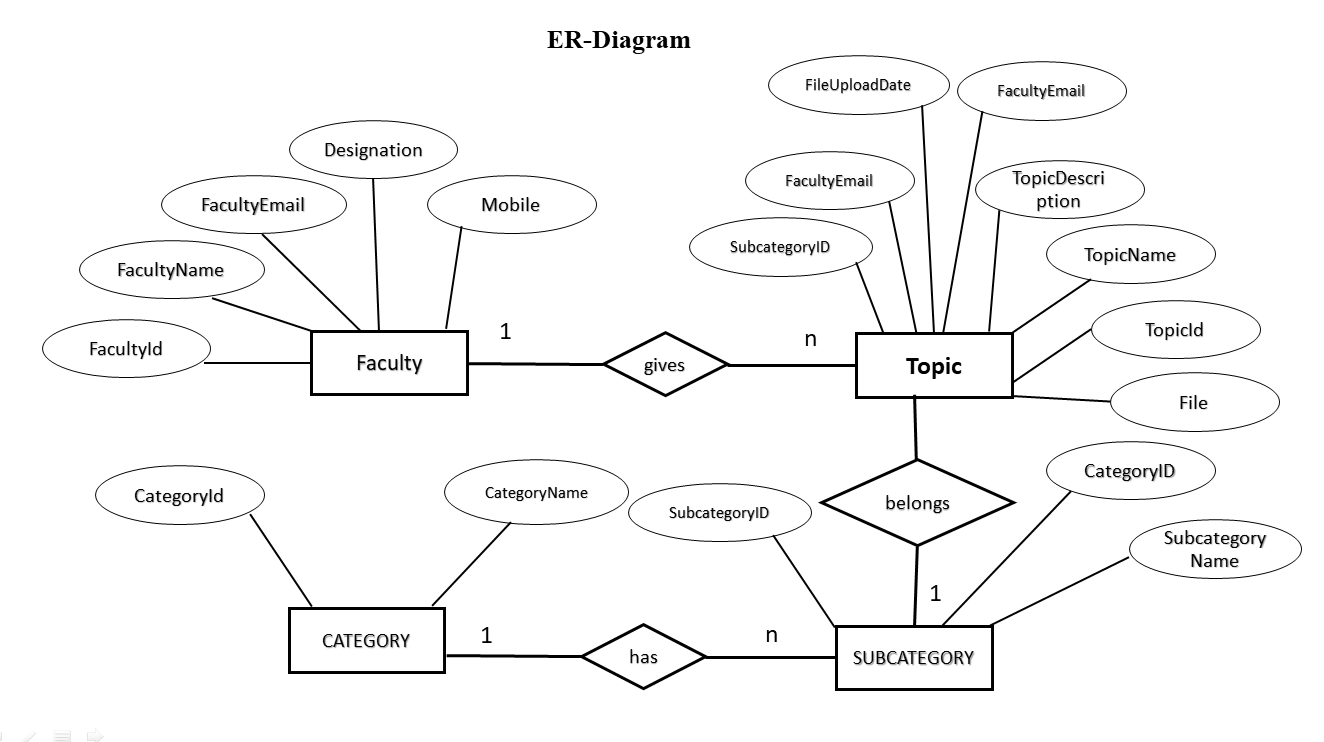 ER-Diagram
FileUploadDate
FacultyEmail
Designation
FacultyEmail
TopicDescri
ption
FacultyEmail
Mobile
SubcategoryID
TopicName
FacultyName
FacultyId
1
n
TopicId
Faculty
gives
Topic
File
CategoryId
CategoryName
SubcategoryID
belongs
CategoryID
Subcategory
Name
1
CATEGORY
1
has
n
SUBCATEGORY